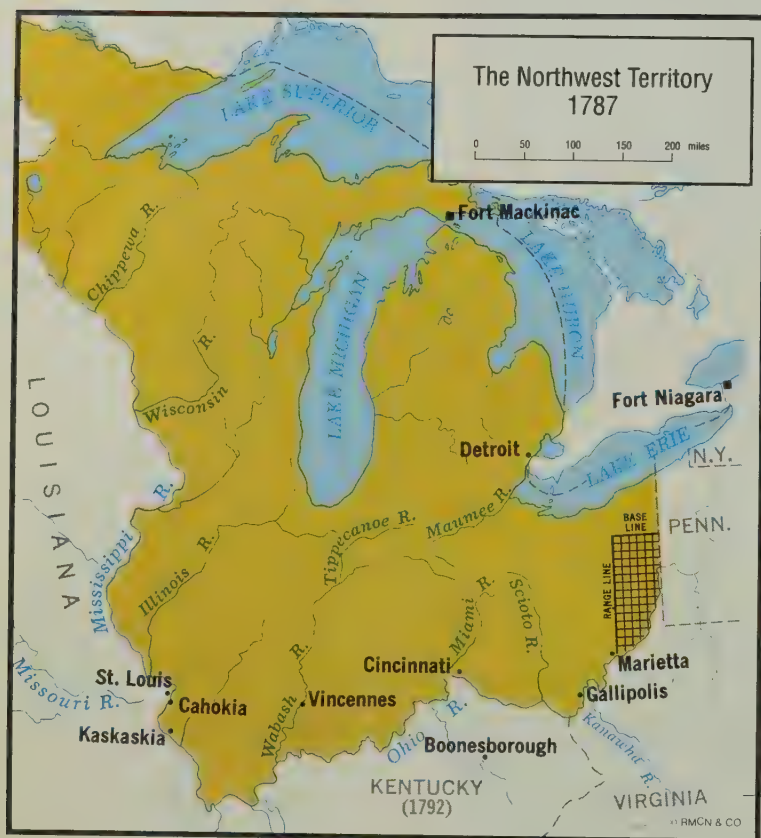 The Northwest Territory
1787
0 50 100 150 200 miles
LAKE SUPERIOR
Fort Mackinac
Chippewa R.
LAKE HURON
LAKE MICHIGAN
Wisconsin R.
Fort Niagara
LOUISIANA
Detroit
LAKE ERIE
N.Y.
Mississippi R.
Tippecanoe R.
Maumee R.
BASE
LINE
PENN.
Illinois R.
RANGE LINE
Miami R.
Scioto R.
Marietta
Cincinnati
St. Louis
Missouri R.
Cahokia
Wabash R.
Vincennes
Gallipolis
Kaskaskia
Ohio R.
Kanawha R.
Boonesborough
KENTUCKY
(1792)
VIRGINIA
© RMCN & CO